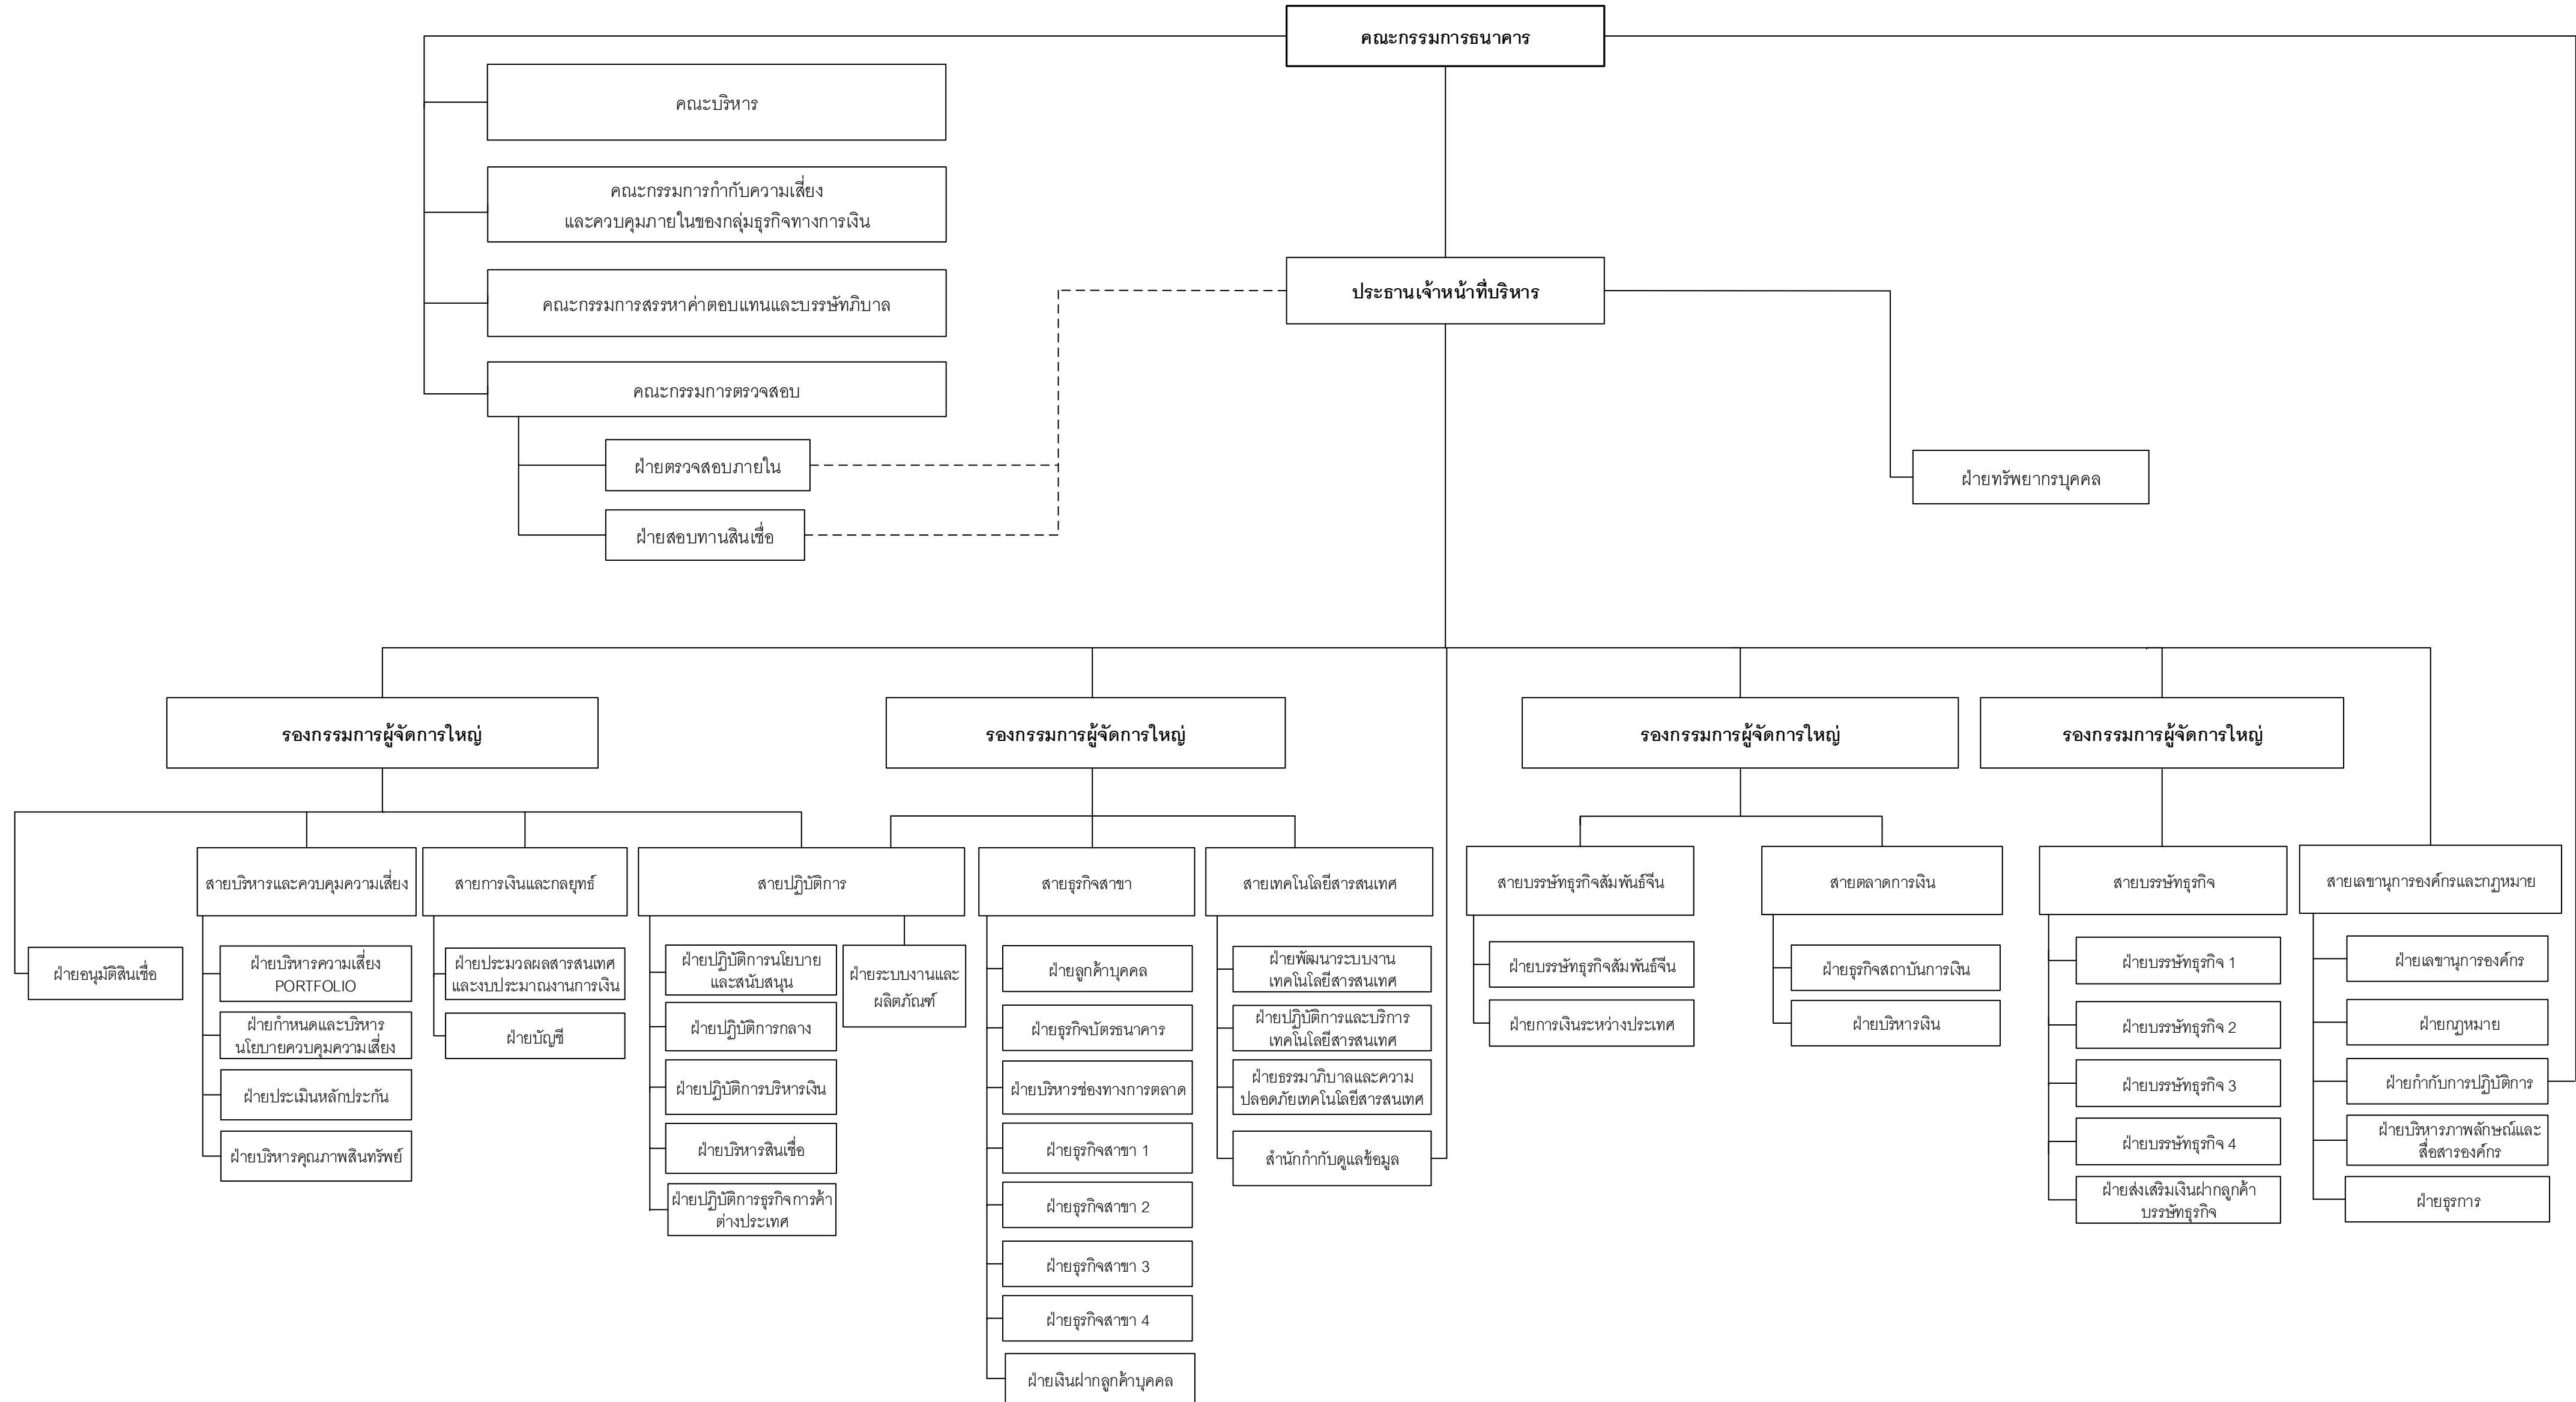 คณะกรรมการธนาคาร
คณะบริหาร
คณะกรรมการกำกับความเสี่ยง
และควบคุมภายในของกลุ่มธุรกิจทางการเงิน
คณะกรรมการสรรหาค่าตอบแทนและบรรษัทภิบาล
คณะกรรมการตรวจสอบ
ฝ่ายตรวจสอบภายใน
ฝ่ายสอบทานสินเชื่อ
ประธานเจ้าหน้าที่บริหาร
ฝ่ายทรัพยากรบุคคล
รองกรรมการผู้จัดการใหญ่
รองกรรมการผู้จัดการใหญ่
รองกรรมการผู้จัดการใหญ่
รองกรรมการผู้จัดการใหญ่
ฝ่ายอนุมัติสินเชื่อ
สายบริหารและควบคุมความเสี่ยง
ฝ่ายบริหารความเสี่ยง
PORTFOLIO
ฝ่ายกำหนดและบริหาร
นโยบายควบคุมความเสี่ยง
ฝ่ายประเมินหลักประกัน
ฝ่ายบริหารคุณภาพสินทรัพย์
สายการเงินและกลยุทธ์
ฝ่ายประมวลผลสารสนเทศ
และงบประมาณงานการเงิน
ฝ่ายบัญชี
สายปฏิบัติการ
ฝ่ายปฏิบัติการนโยบาย
และสนับสนุน
ฝ่ายปฏิบัติการกลาง
ฝ่ายปฏิบัติการบริหารเงิน
ฝ่ายบริหารสินเชื่อ
ฝ่ายปฏิบัติการธุรกิจการค้า
ต่างประเทศ
ฝ่ายระบบงานและ
ผลิตภัณฑ์
สายธุรกิจสาขา
ฝ่ายลูกค้าบุคคล
ฝ่ายธุรกิจบัตรธนาคาร
ฝ่ายบริหารช่องทางการตลาด
ฝ่ายธุรกิจสาขา 1
ฝ่ายธุรกิจสาขา 2
ฝ่ายธุรกิจสาขา 3
ฝ่ายธุรกิจสาขา 4
ฝ่ายเงินฝากลูกค้าบุคคล
สายเทคโนโลยีสารสนเทศ
ฝ่ายพัฒนาระบบงาน
เทคโนโลยีสารสนเทศ
ฝ่ายปฏิบัติการและบริการ
เทคโนโลยีสารสนเทศ
ฝ่ายธรรมาภิบาลและความ
ปลอดภัยเทคโนโลยีสารสนเทศ
สำนักกำกับดูแลข้อมูล
สายบรรษัทธุรกิจสัมพันธ์จีน
ฝ่ายบรรษัทธุรกิจสัมพันธ์จีน
ฝ่ายการเงินระหว่างประเทศ
สายตลาดการเงิน
ฝ่ายธุรกิจสถาบันการเงิน
ฝ่ายบริหารเงิน
สายบรรษัทธุรกิจ
ฝ่ายบรรษัทธุรกิจ 1
ฝ่ายบรรษัทธุรกิจ 2
ฝ่ายบรรษัทธุรกิจ 3
ฝ่ายบรรษัทธุรกิจ 4
ฝ่ายส่งเสริมเงินฝากลูกค้า
บรรษัทธุรกิจ
สายเลขานุการองค์กรและกฎหมาย
ฝ่ายเลขานุการองค์กร
ฝ่ายกฎหมาย
ฝ่ายกำกับการปฏิบัติการ
ฝ่ายบริหารภาพลักษณ์และ
สื่อสารองค์กร
ฝ่ายธุรการ